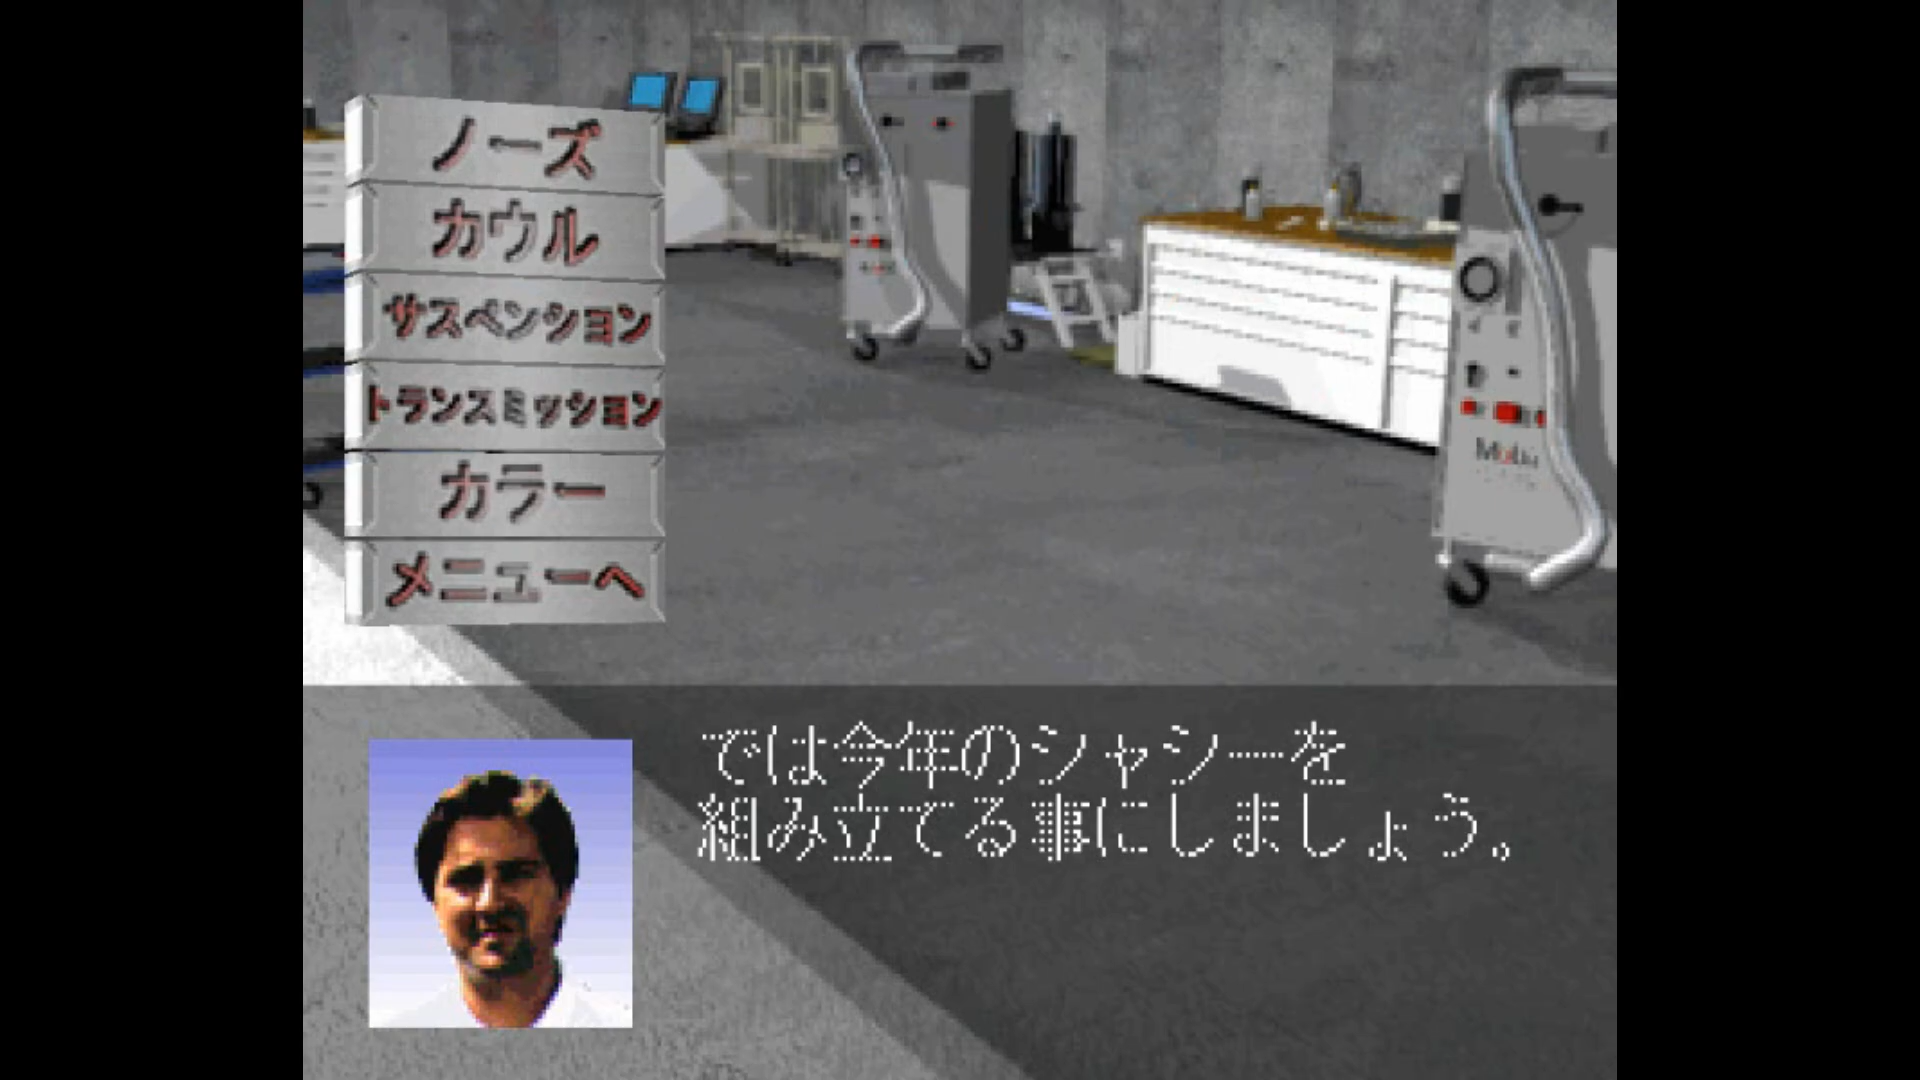 ノーズ
カウル
サスペンション
トランスミッション
カラー
メニューへ
では今年のシャシーを
組み立てる事にしましょう。